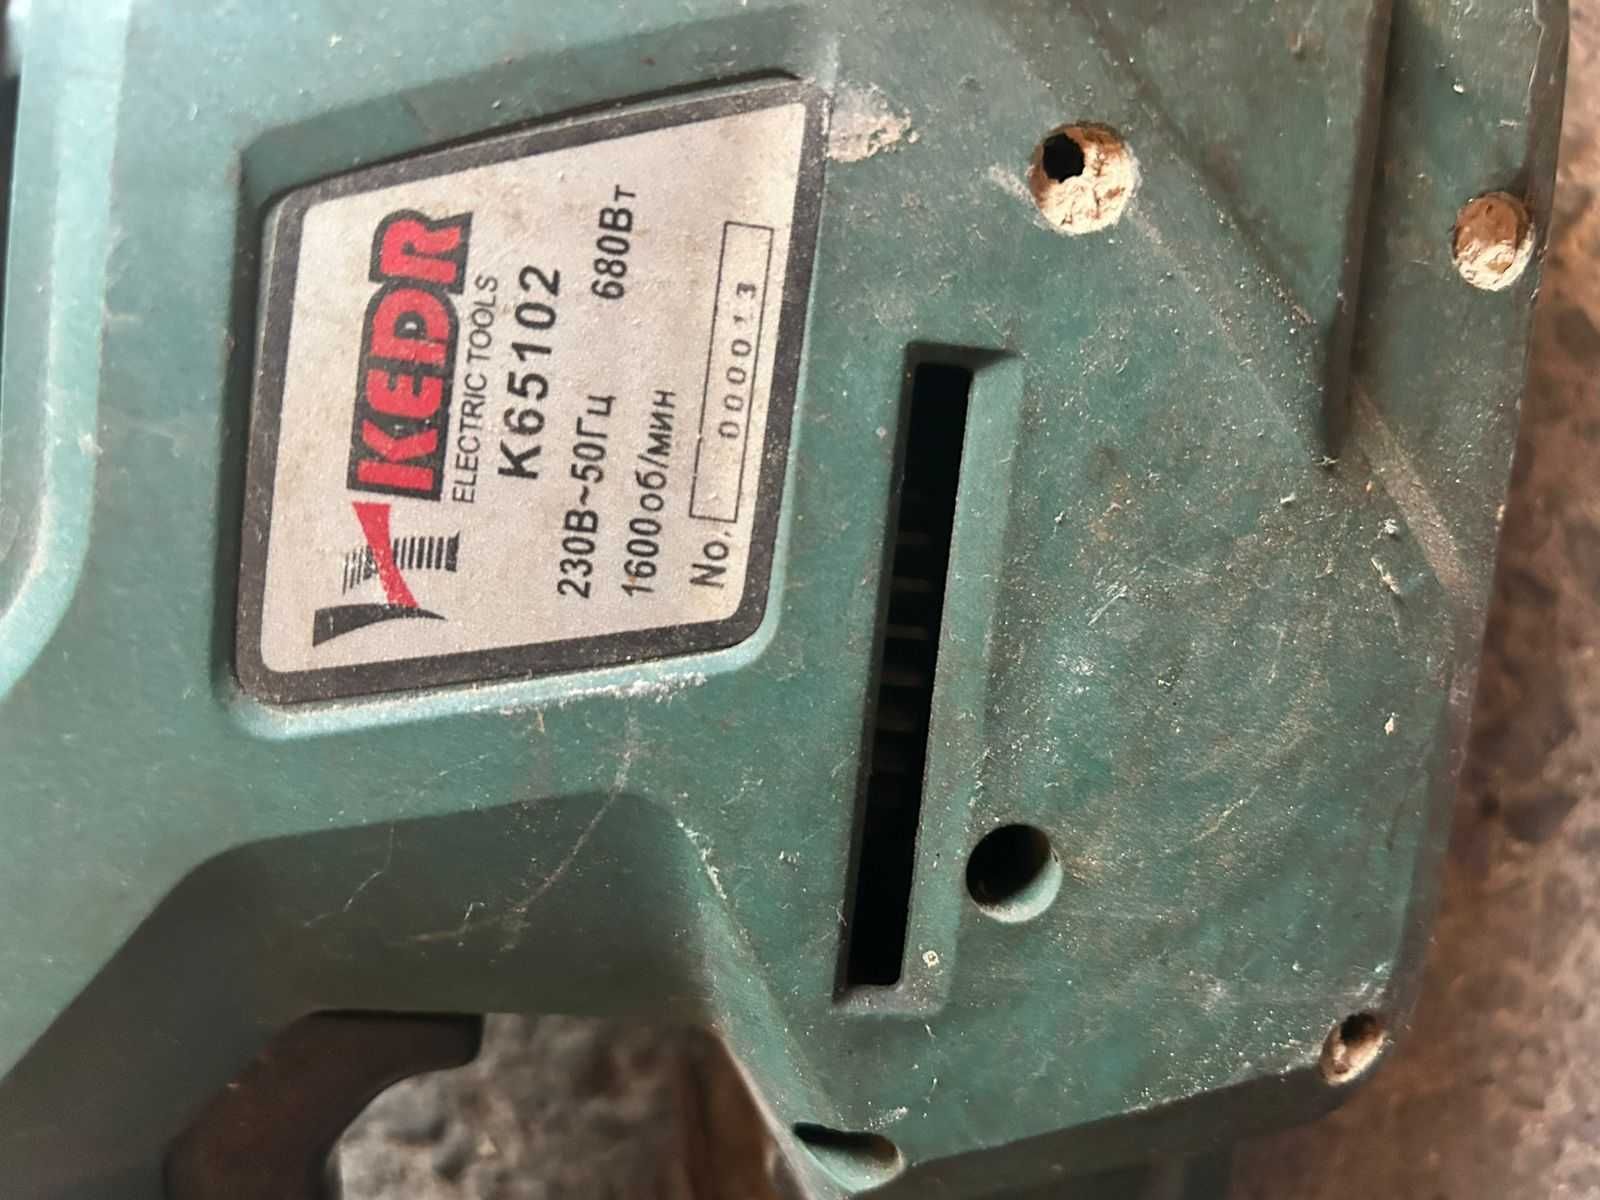 KEDR
ELECTRIC TOOLS
K65102
230В~50Гц 680Вт
1600об/мин
No. 000013